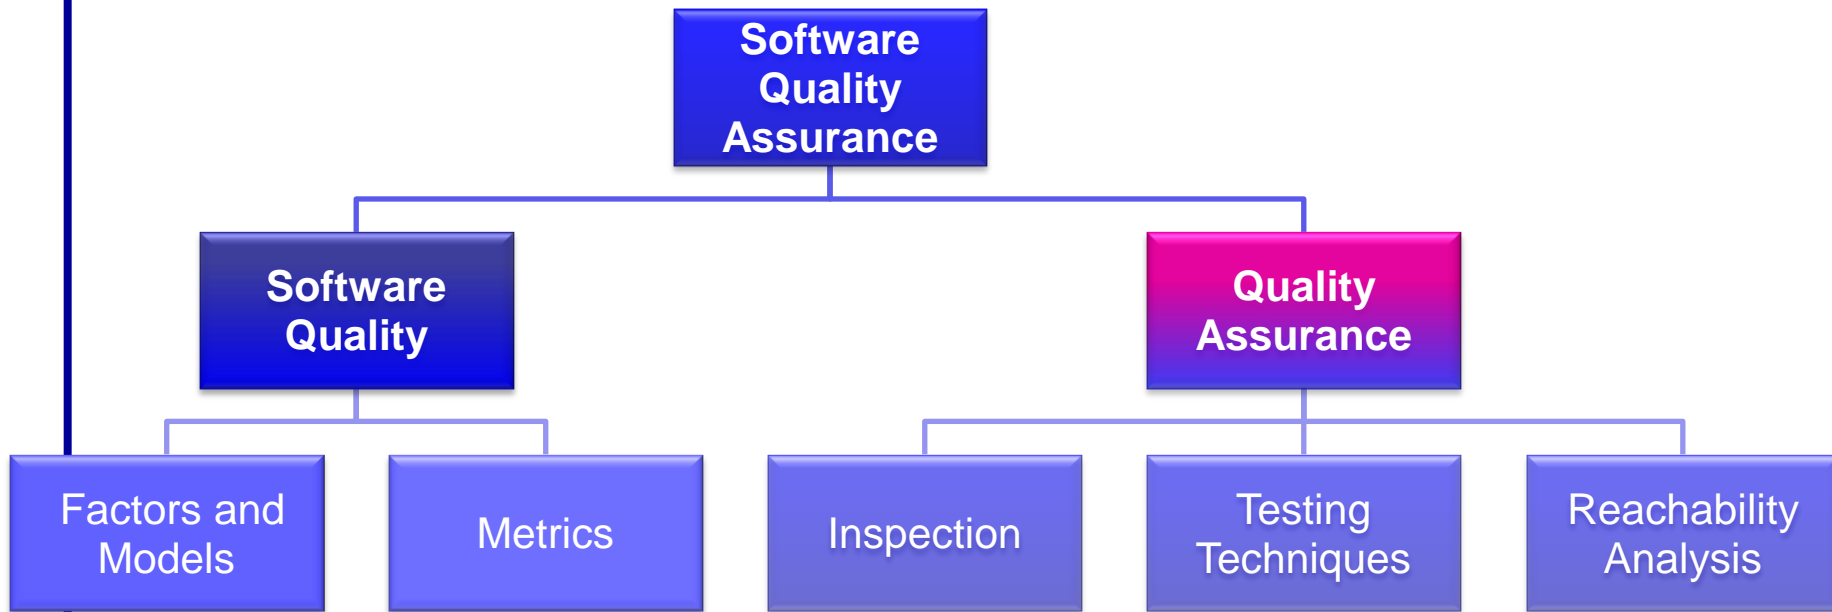 Software
Quality
Assurance
Software
Quality
Quality
Assurance
Factors and
Models
Metrics
Inspection
Testing
Techniques
Reachability
Analysis